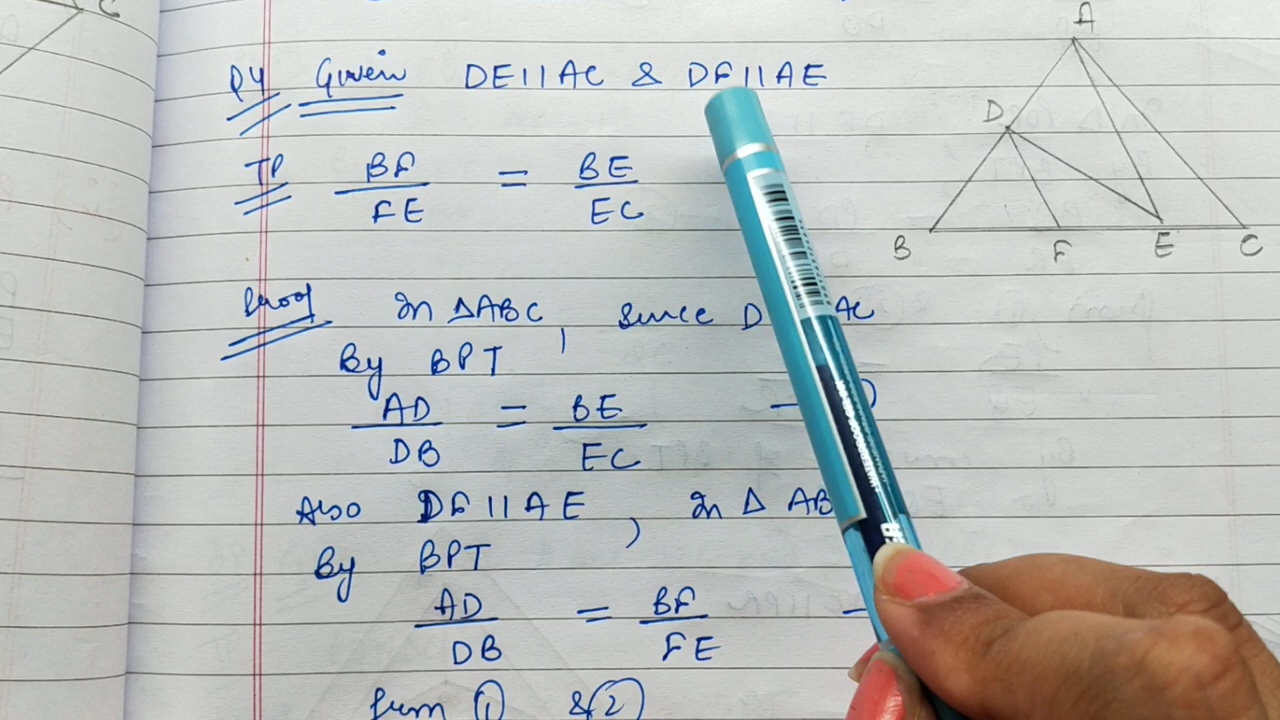 Q4 Given DE||AC & DF||AE
TP BF/FE = BE/EC
Proof In ΔABC, since D AC
By BPT
AD/DB = BE/EC
Also DF||AE, In Δ AB
By BPT
AD/DB = BF/FE
from ① & ②
A
D
B F E C
C